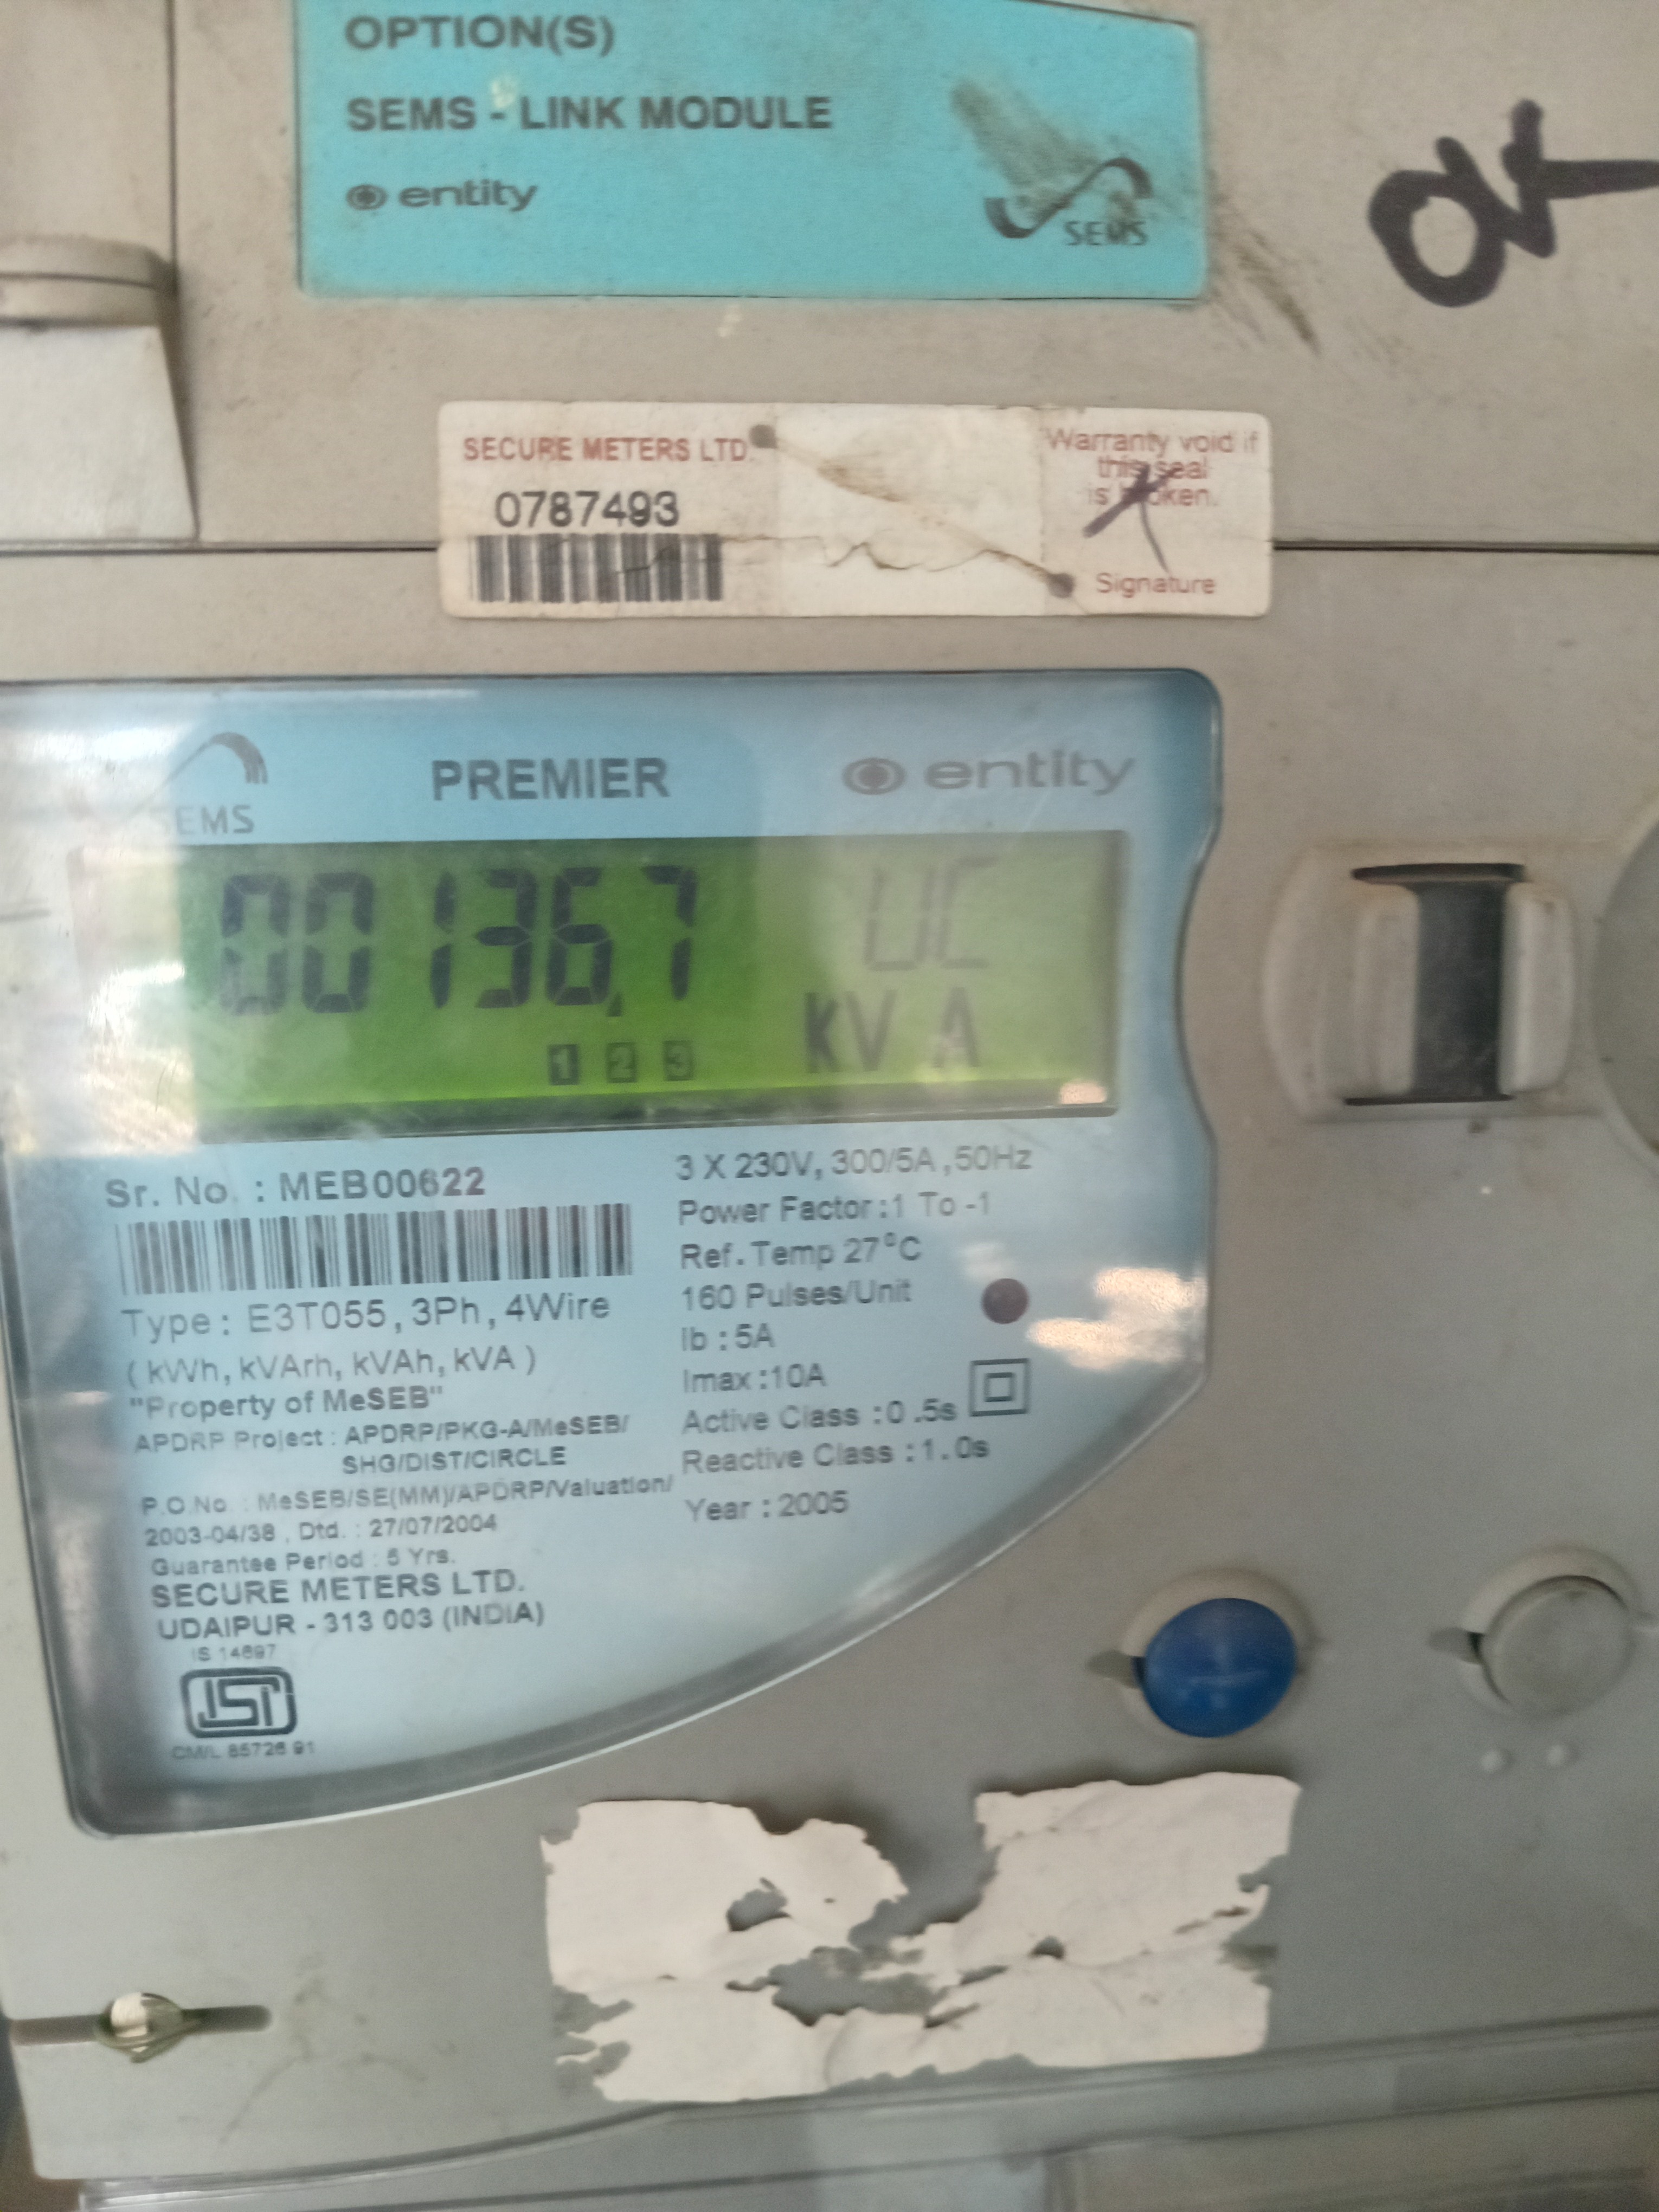 OPTION(S)
SEMS - LINK MODULE
entity
SEMS
OK
SECURE METERS LTD.
0787493
Warranty void if
this seal
is broken.
Signature
SEMS
PREMIER
entity
001367 UC
1 2 3 KV A
Sr. No. : MEB00622
Type : E3T055, 3Ph, 4Wire
( kWh, kVArh, kVAh, kVA )
"Property of MeSEB"
APDRP Project : APDRP/PKG-A/MeSEB/
SHG/DIST/CIRCLE
P.O.No. : MeSEB/SE(MM)/APDRP/Valuation/
2003-04/38 , Dtd. : 27/07/2004
Guarantee Period : 5 Yrs.
SECURE METERS LTD.
UDAIPUR - 313 003 (INDIA)
IS 14697
ISI
CM/L 85726 91
3 X 230V, 300/5A ,50Hz
Power Factor :1 To -1
Ref. Temp 27°C
160 Pulses/Unit
Ib : 5A
Imax :10A
Active Class :0.5s
Reactive Class :1.0s
Year : 2005